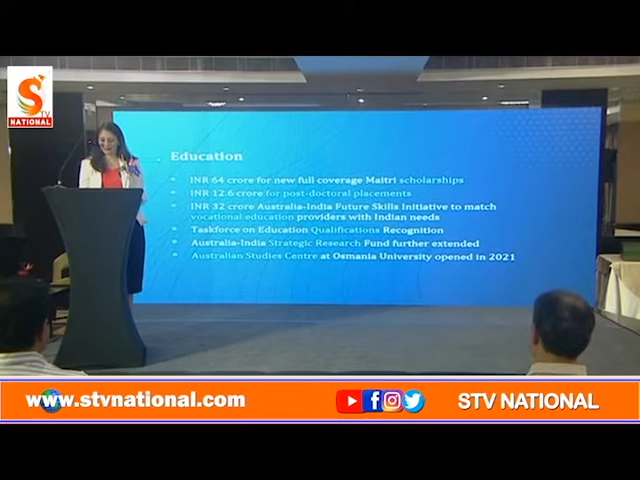 S
TV
NATIONAL
Education
• INR 64 crore for new full coverage Maitri scholarships
• INR 12.6 crore for post-doctoral placements
• INR 32 crore Australia-India Future Skills Initiative to match
vocational education providers with Indian needs
• Taskforce on Education Qualifications Recognition
• Australia-India Strategic Research Fund further extended
• Australian Studies Centre at Osmania University opened in 2021
www.stvnational.com
STV NATIONAL